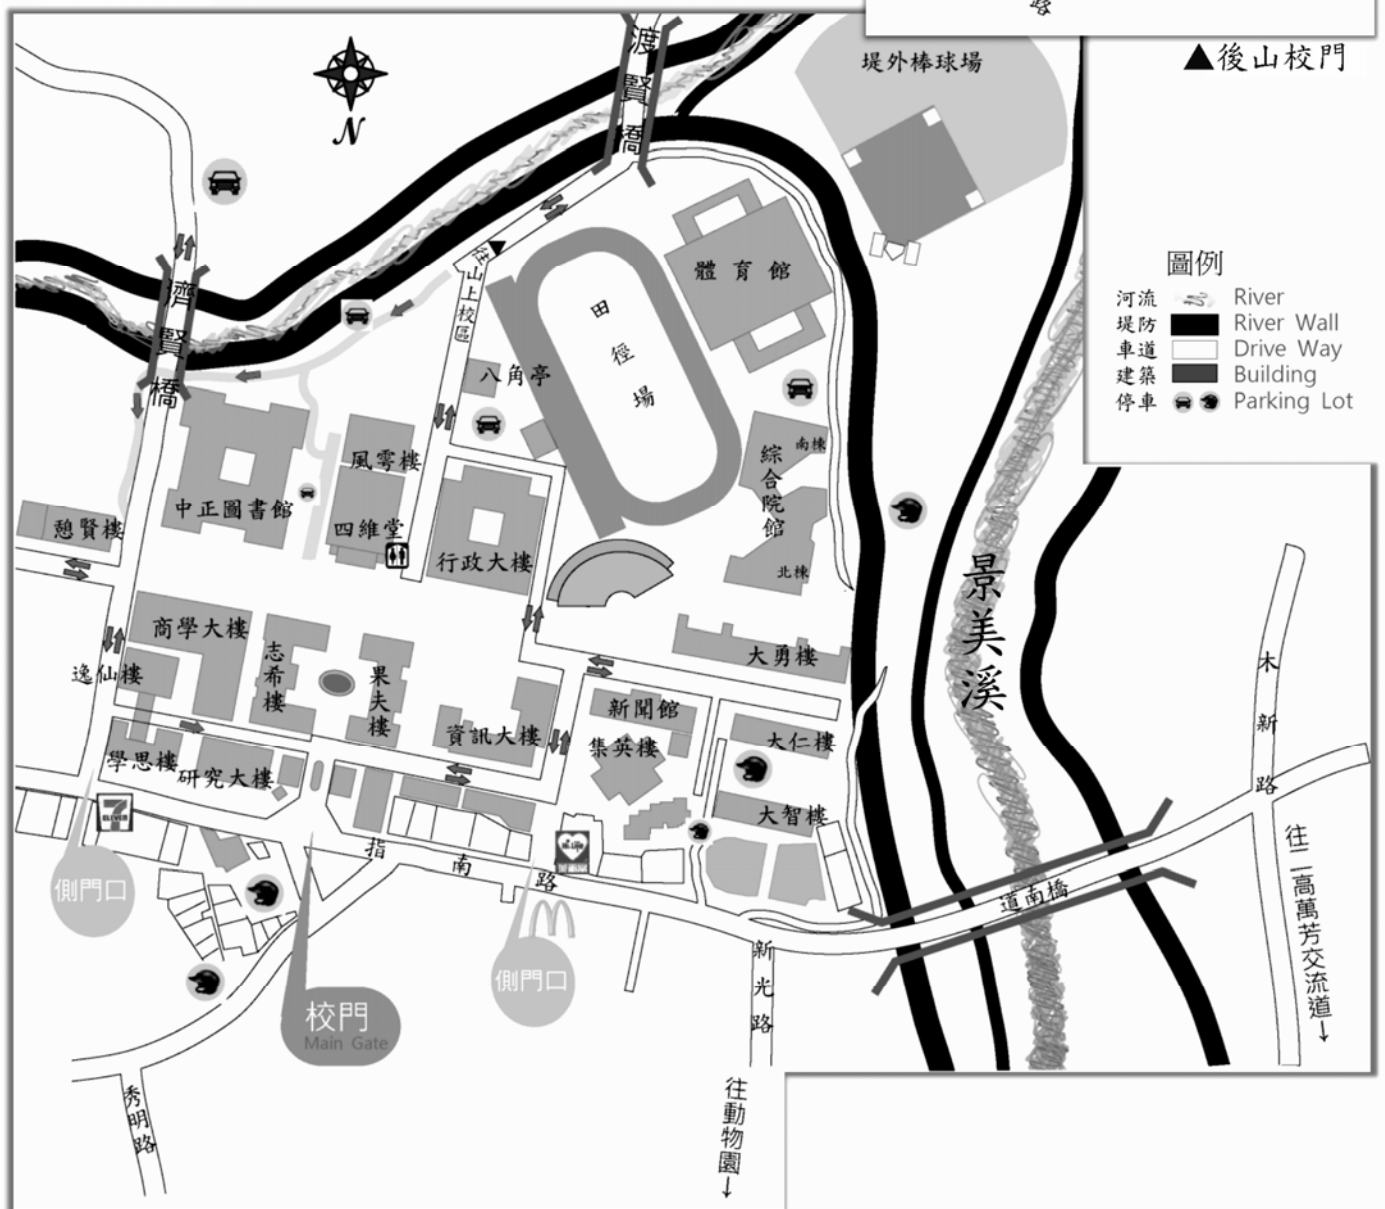 路
▲後山校門
渡賢橋
堤外棒球場
N
往山上校區
體育館
田徑場
濟賢橋
圖例
河流 River
堤防 River Wall
車道 Drive Way
建築 Building
停車 Parking Lot
八角亭
南棟
綜合院館
北棟
風雩樓
中正圖書館
四維堂
憩賢樓
行政大樓
景美溪
商學大樓
志希樓
果夫樓
逸仙樓
大勇樓
新聞館
資訊大樓
集英樓
大仁樓
學思樓
研究大樓
大智樓
木新路
7
ELEVEN
Hi-Life
指南路
側門口
側門口
道南橋
往二高萬芳交流道→
新光路
校門
Main Gate
秀明路
往動物園→